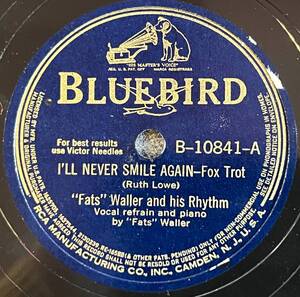 "HIS MASTER'S VOICE"
REG. U.S. PAT. OFF. MARCA REGISTRADA
BLUEBIRD
For best results
use Victor Needles
B-10841-A
I'LL NEVER SMILE AGAIN-Fox Trot
(Ruth Lowe)
"Fats" Waller and his Rhythm
Vocal refrain and piano
by "Fats" Waller
RCA MANUFACTURING CO., INC., CAMDEN, N. J., U. S. A.